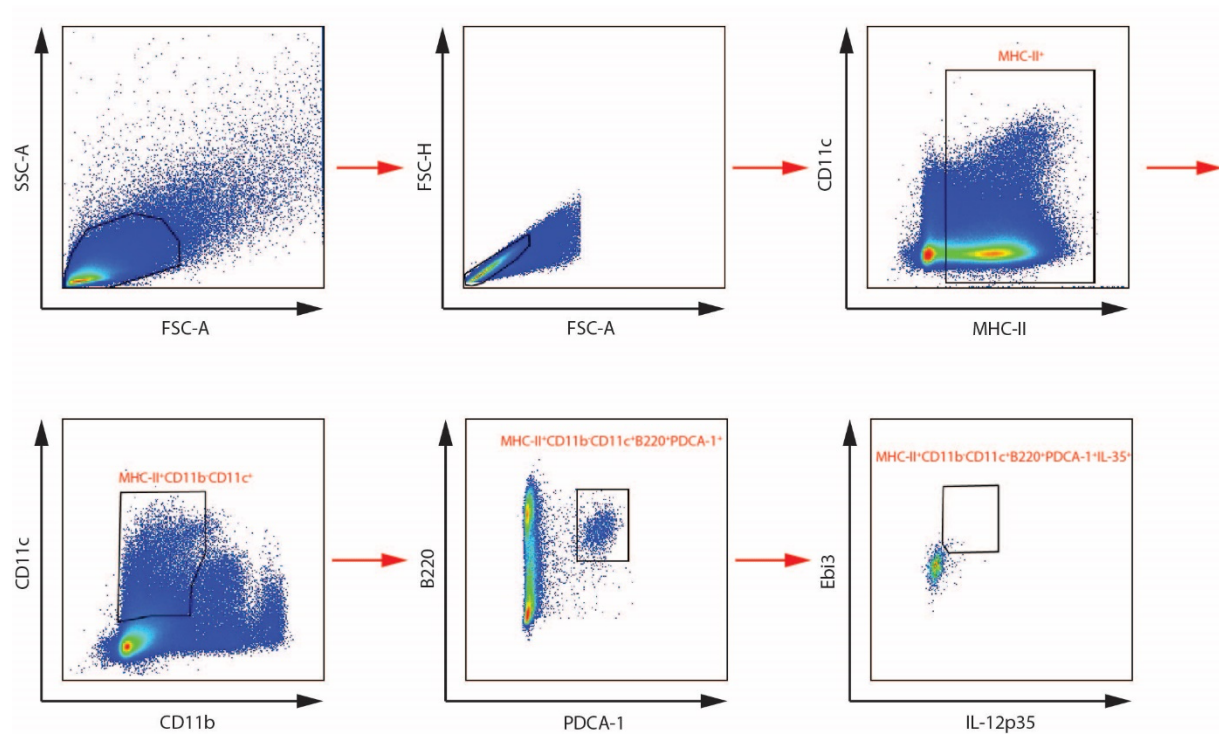 SSC-A
FSC-A
FSC-H
FSC-A
MHC-II⁺
CD11c
MHC-II
MHC-II⁺CD11b⁻CD11c⁺
CD11c
CD11b
MHC-II⁺CD11b⁻CD11c⁺B220⁺PDCA-1⁺
B220
PDCA-1
MHC-II⁺CD11b⁻CD11c⁺B220⁺PDCA-1⁺IL-35⁺
Ebi3
IL-12p35